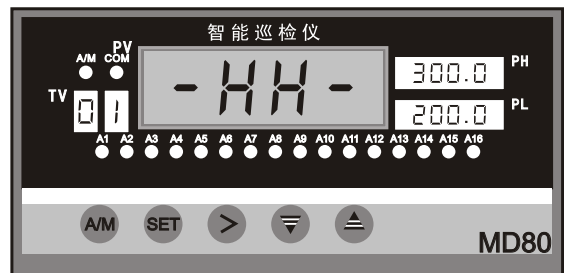 智能巡检仪
PV
A/M COM
-HH-
300.0 PH
TV 01
200.0 PL
A1 A2 A3 A4 A5 A6 A7 A8 A9 A10 A11 A12 A13 A14 A15 A16
A/M SET >
MD80